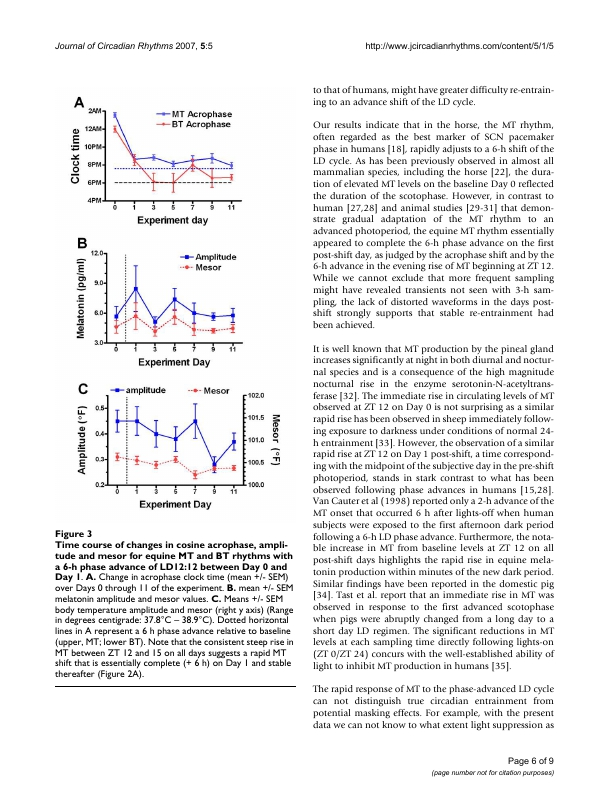 Journal of Circadian Rhythms 2007, 5:5
http://www.jcircadianrhythms.com/content/5/1/5
A
2AM
12AM
10PM
8PM
6PM
4PM
Clock time
MT Acrophase
BT Acrophase
0 1 3 5 7 9 11
Experiment day
B
12.0
9.0
6.0
3.0
Melatonin (pg/ml)
Amplitude
Mesor
0 1 3 5 7 9 11
Experiment Day
C
amplitude
Mesor
0.5
0.4
0.3
0.2
Amplitude (°F)
102.0
101.5
101.0
100.5
100.0
Mesor (°F)
0 1 3 5 7 9 11
Experiment Day
Figure 3
Time course of changes in cosine acrophase, ampli-
tude and mesor for equine MT and BT rhythms with
a 6-h phase advance of LD12:12 between Day 0 and
Day 1. A. Change in acrophase clock time (mean +/- SEM)
over Days 0 through 11 of the experiment. B. mean +/- SEM
melatonin amplitude and mesor values. C. Means +/- SEM
body temperature amplitude and mesor (right y axis) (Range
in degrees centigrade: 37.8°C – 38.9°C). Dotted horizontal
lines in A represent a 6 h phase advance relative to baseline
(upper, MT; lower BT). Note that the consistent steep rise in
MT between ZT 12 and 15 on all days suggests a rapid MT
shift that is essentially complete (+ 6 h) on Day 1 and stable
thereafter (Figure 2A).
to that of humans, might have greater difficulty re-entrain-
ing to an advance shift of the LD cycle.
Our results indicate that in the horse, the MT rhythm,
often regarded as the best marker of SCN pacemaker
phase in humans [18], rapidly adjusts to a 6-h shift of the
LD cycle. As has been previously observed in almost all
mammalian species, including the horse [22], the dura-
tion of elevated MT levels on the baseline Day 0 reflected
the duration of the scotophase. However, in contrast to
human [27,28] and animal studies [29-31] that demon-
strate gradual adaptation of the MT rhythm to an
advanced photoperiod, the equine MT rhythm essentially
appeared to complete the 6-h phase advance on the first
post-shift day, as judged by the acrophase shift and by the
6-h advance in the evening rise of MT beginning at ZT 12.
While we cannot exclude that more frequent sampling
might have revealed transients not seen with 3-h sam-
pling, the lack of distorted waveforms in the days post-
shift strongly supports that stable re-entrainment had
been achieved.
It is well known that MT production by the pineal gland
increases significantly at night in both diurnal and noctur-
nal species and is a consequence of the high magnitude
nocturnal rise in the enzyme serotonin-N-acetyltrans-
ferase [32]. The immediate rise in circulating levels of MT
observed at ZT 12 on Day 0 is not surprising as a similar
rapid rise has been observed in sheep immediately follow-
ing exposure to darkness under conditions of normal 24-
h entrainment [33]. However, the observation of a similar
rapid rise at ZT 12 on Day 1 post-shift, a time correspond-
ing with the midpoint of the subjective day in the pre-shift
photoperiod, stands in stark contrast to what has been
observed following phase advances in humans [15,28].
Van Cauter et al (1998) reported only a 2-h advance of the
MT onset that occurred 6 h after lights-off when human
subjects were exposed to the first afternoon dark period
following a 6-h LD phase advance. Furthermore, the nota-
ble increase in MT from baseline levels at ZT 12 on all
post-shift days highlights the rapid rise in equine mela-
tonin production within minutes of the new dark period.
Similar findings have been reported in the domestic pig
[34]. Tast et al. report that an immediate rise in MT was
observed in response to the first advanced scotophase
when pigs were abruptly changed from a long day to a
short day LD regimen. The significant reductions in MT
levels at each sampling time directly following lights-on
(ZT 0/ZT 24) concurs with the well-established ability of
light to inhibit MT production in humans [35].
The rapid response of MT to the phase-advanced LD cycle
can not distinguish true circadian entrainment from
potential masking effects. For example, with the present
data we can not know to what extent light suppression as
Page 6 of 9
(page number not for citation purposes)